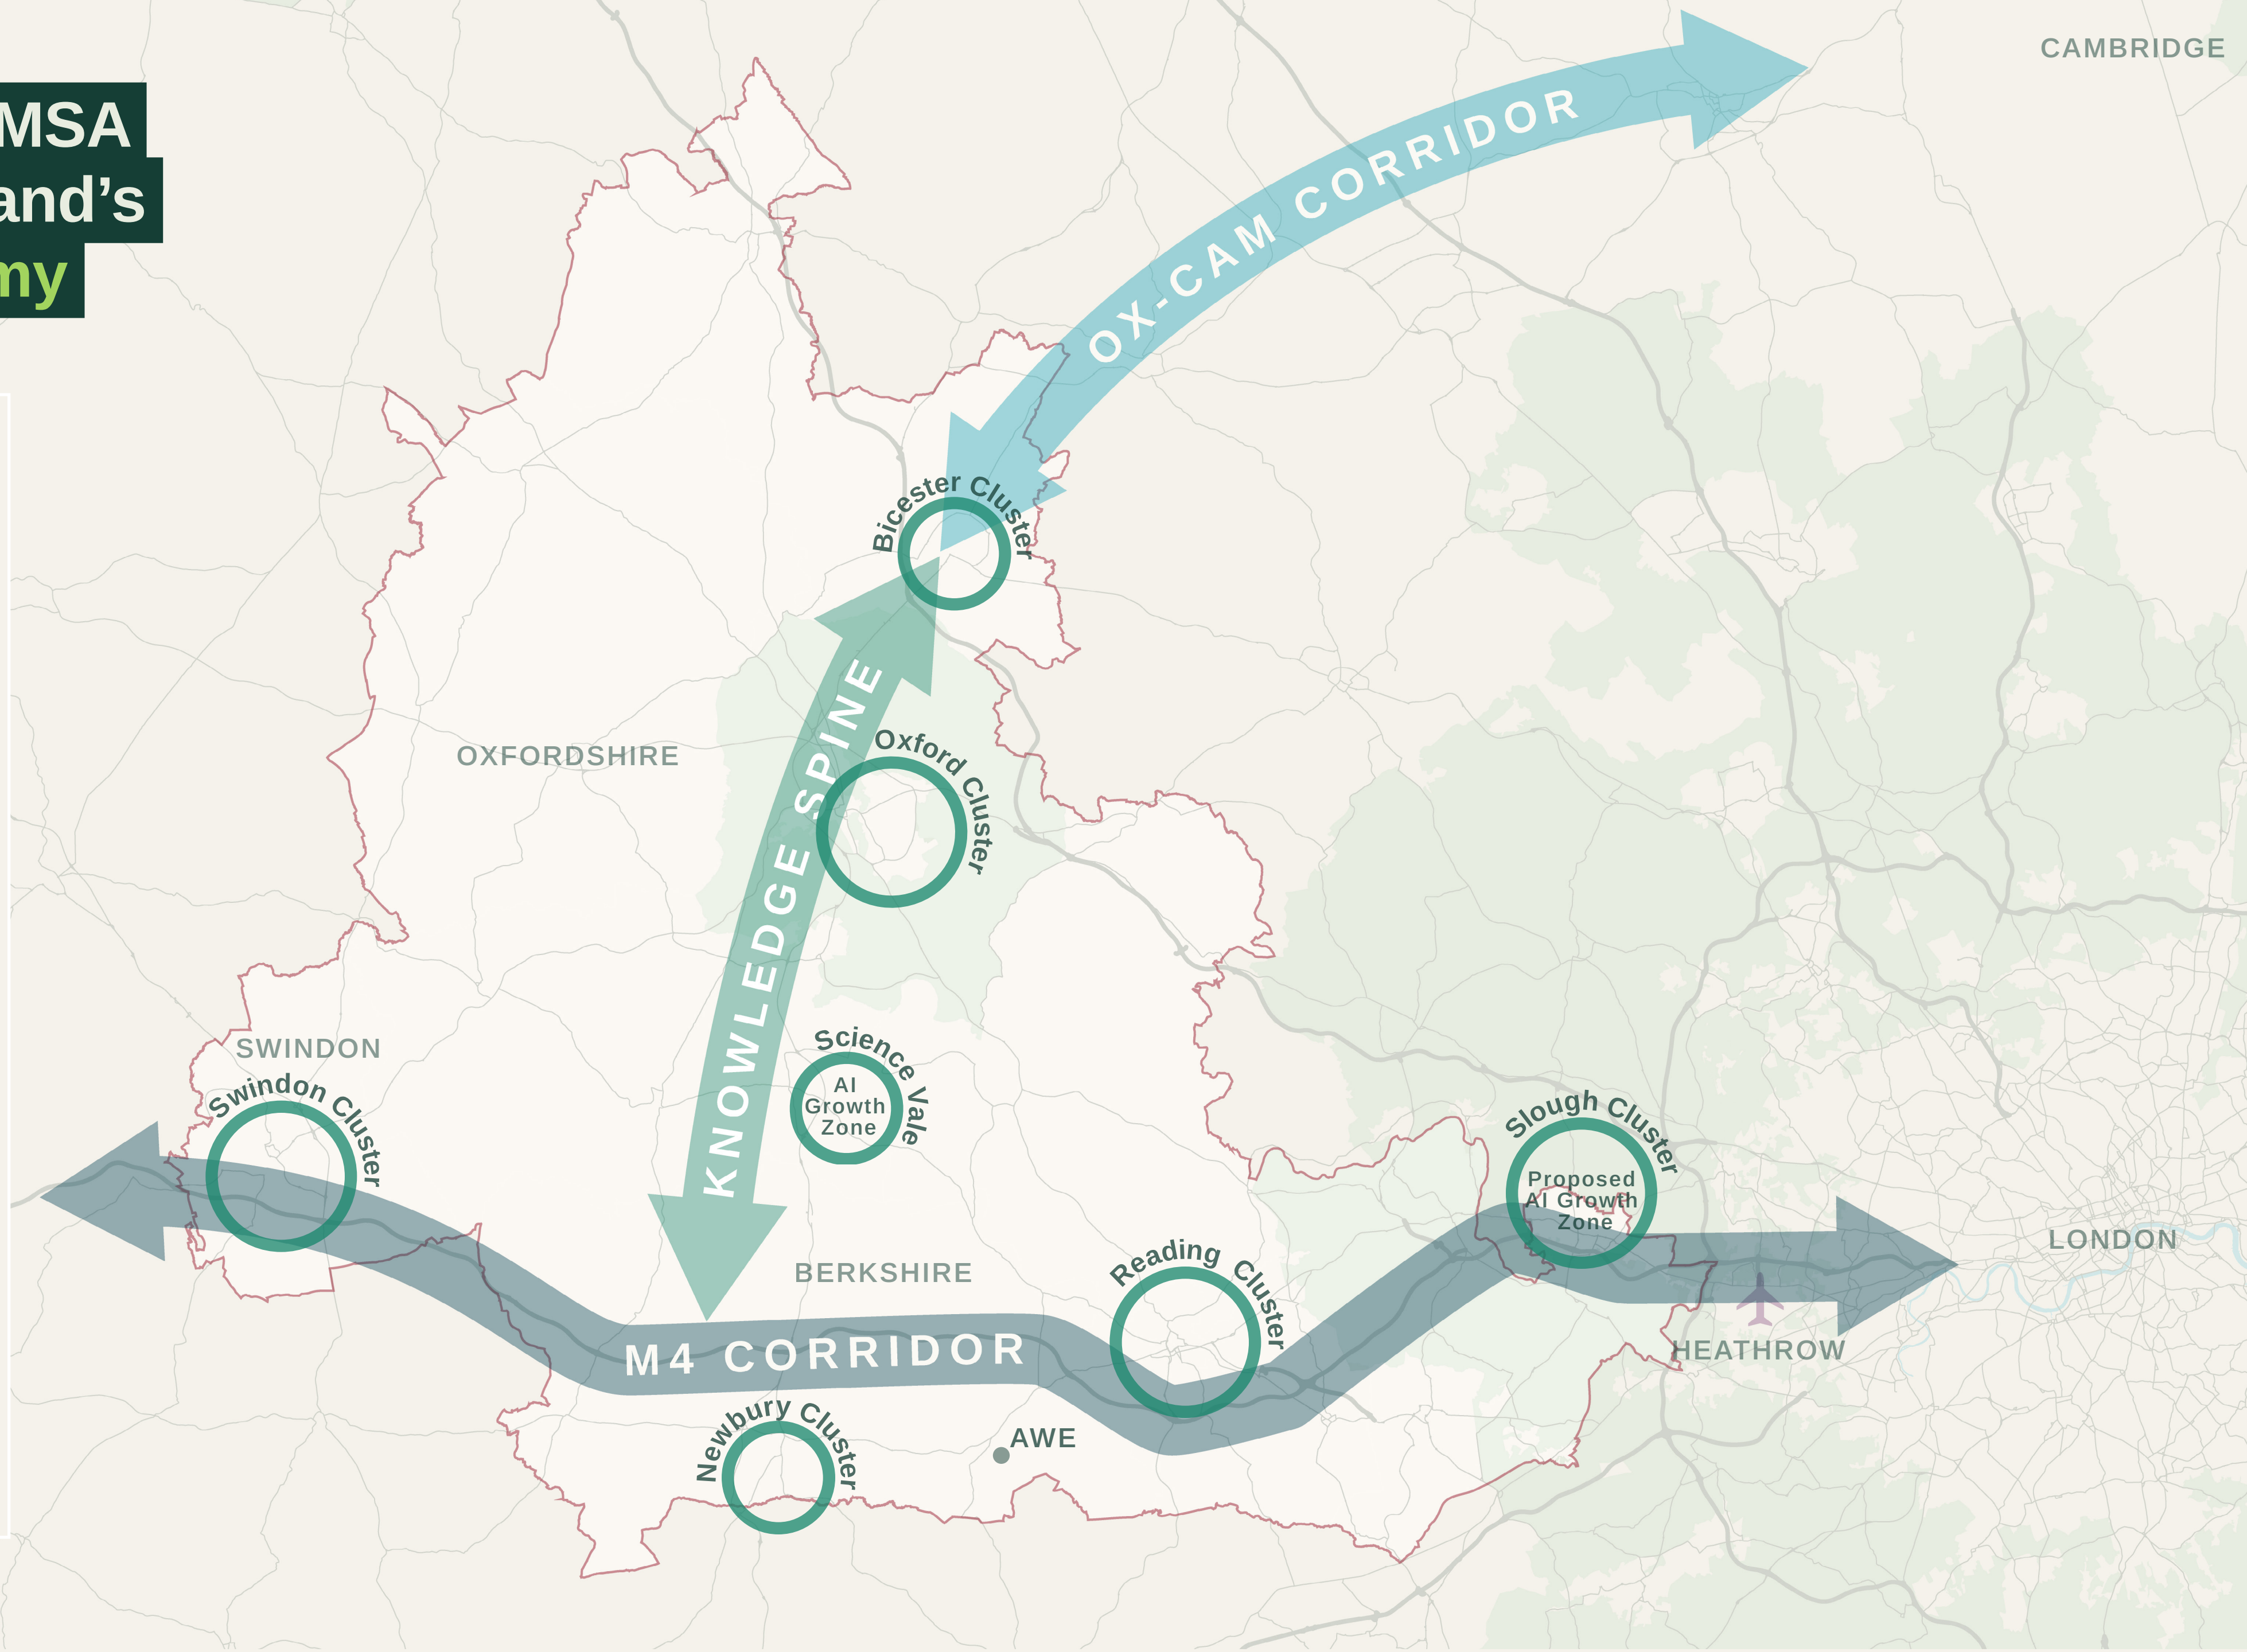 MSA
and’s
my
CAMBRIDGE
OX-CAM CORRIDOR
Bicester Cluster
KNOWLEDGE SPINE
OXFORDSHIRE
Oxford Cluster
SWINDON
Swindon Cluster
Science Vale
AI
Growth
Zone
Slough Cluster
Proposed
AI Growth
Zone
LONDON
BERKSHIRE
Reading Cluster
HEATHROW
M4 CORRIDOR
Newbury Cluster
AWE